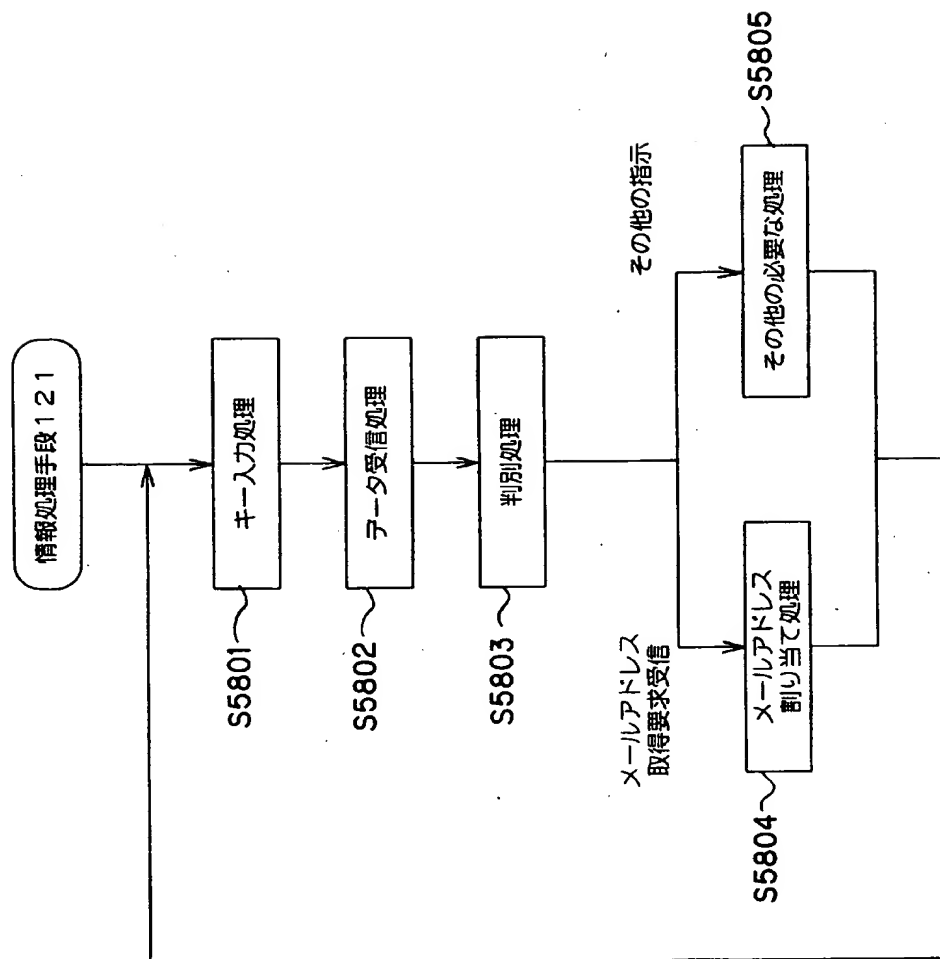 情報処理手段121
キー入力処理
S5801
データ受信処理
S5802
判別処理
S5803
メールアドレス
取得要求受信
その他の指示
メールアドレス
割り当て処理
S5804
その他の必要な処理
S5805